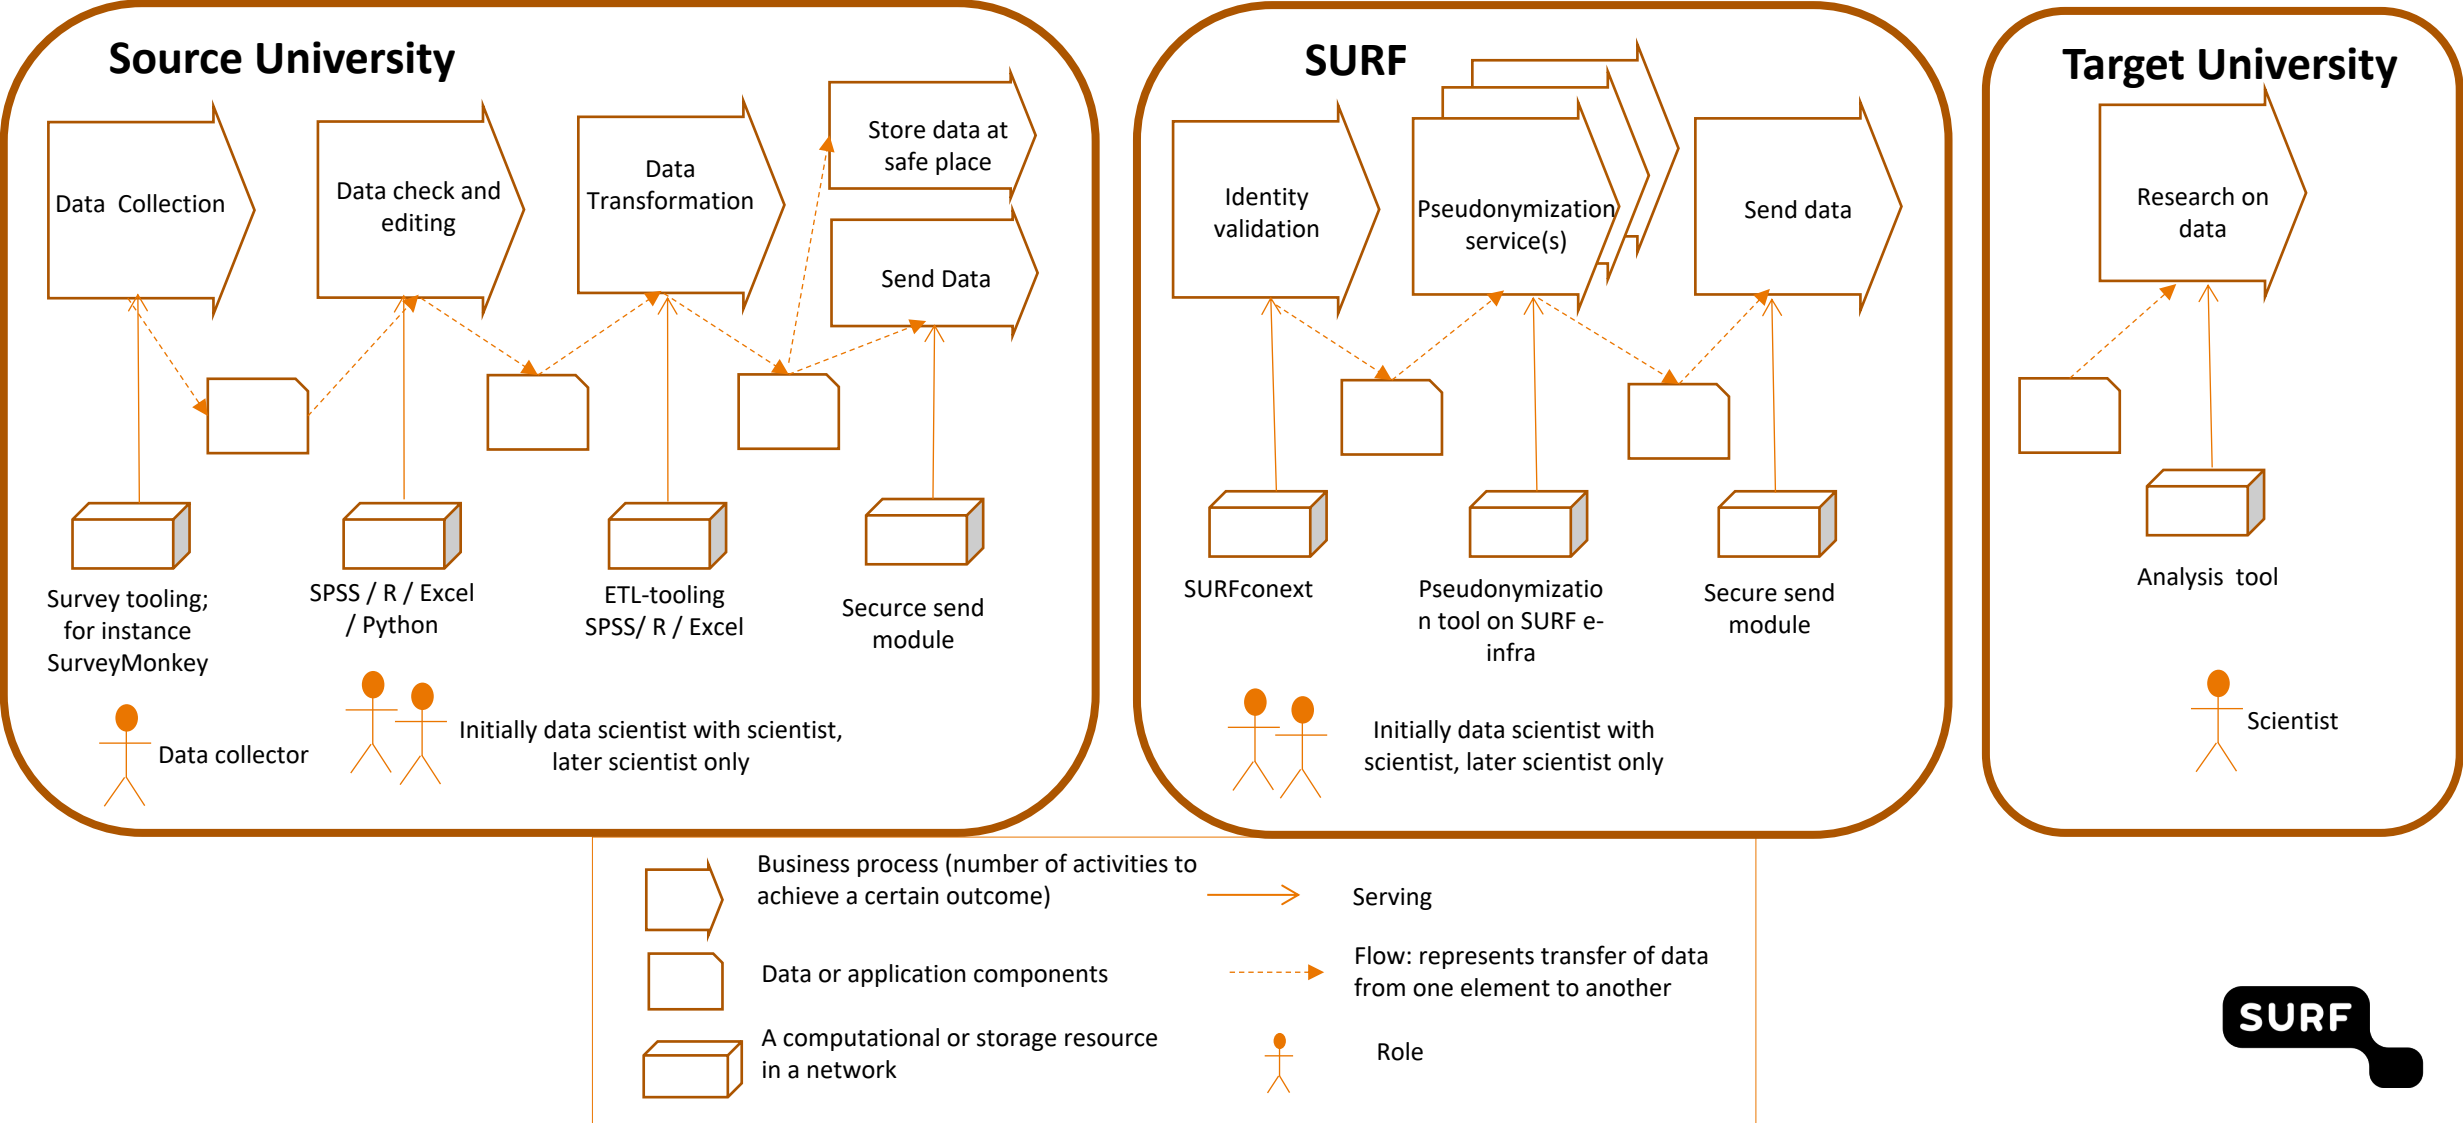 Source University
Data  Collection
Data check and
editing
Data
Transformation
Store data at
safe place
Send Data
Survey tooling;
for instance
SurveyMonkey
SPSS / R / Excel
/ Python
ETL-tooling
SPSS/ R / Excel
Securce send
module
Data collector
Initially data scientist with scientist,
later scientist only
SURF
Identity
validation
Pseudonymization
service(s)
Send data
SURFconext
Pseudonymizatio
n tool on SURF e-
infra
Secure send
module
Initially data scientist with
scientist, later scientist only
Target University
Research on
data
Analysis  tool
Scientist
Business process (number of activities to
achieve a certain outcome)
Serving
Data or application components
Flow: represents transfer of data
from one element to another
A computational or storage resource
in a network
Role
SURF